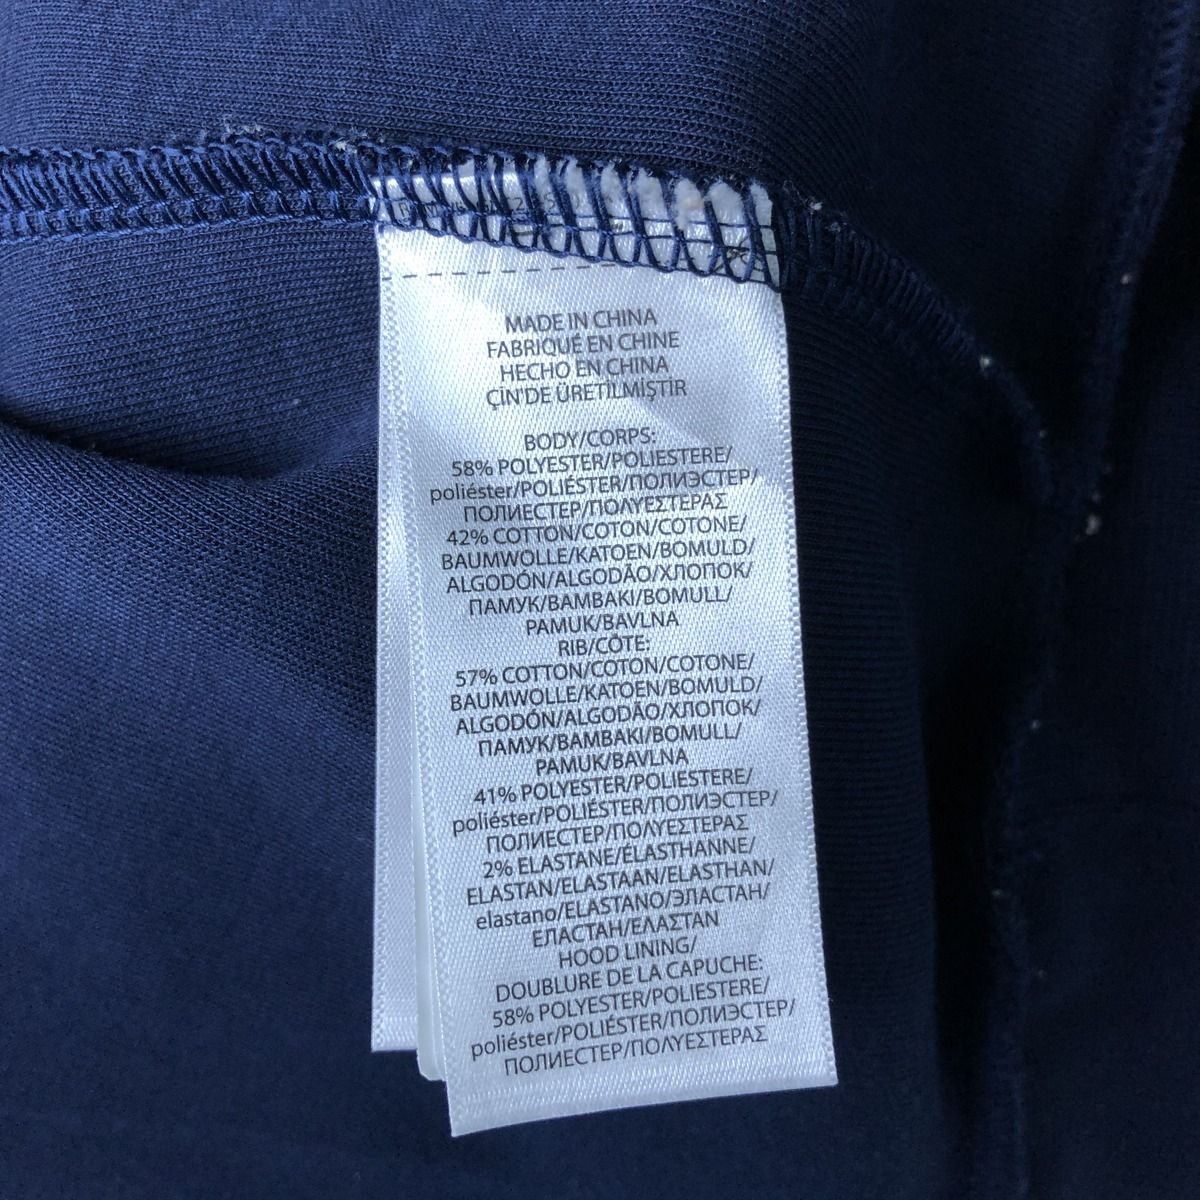 MADE IN CHINA
FABRIQUÉ EN CHINE
HECHO EN CHINA
ÇİN'DE ÜRETİLMİŞTİR
BODY/CORPS:
58% POLYESTER/POLIESTERE/
poliéster/POLIÉSTER/ПОЛИЭСТЕР/
ПОЛИЕСТЕР/ΠΟΛΥΕΣΤΕΡΑΣ
42% COTTON/COTON/COTONE/
BAUMWOLLE/KATOEN/BOMULD/
ALGODÓN/ALGODÃO/ХЛОПОК/
ПАМУК/BAMBAKI/BOMULL/
PAMUK/BAVLNA
RIB/CÔTE:
57% COTTON/COTON/COTONE/
BAUMWOLLE/KATOEN/BOMULD/
ALGODÓN/ALGODÃO/ХЛОПОК/
ПАМУК/BAMBAKI/BOMULL/
PAMUK/BAVLNA
41% POLYESTER/POLIESTERE/
poliéster/POLIÉSTER/ПОЛИЭСТЕР/
ПОЛИЕСТЕР/ΠΟΛΥΕΣΤΕΡΑΣ
2% ELASTANE/ÉLASTHANNE/
ELASTAN/ELASTAAN/ELASTHAN/
elastano/ELASTANO/ЭЛАСТАН/
ЕЛАСТАН/ΕΛΑΣΤΑΝ
HOOD LINING/
DOUBLURE DE LA CAPUCHE:
58% POLYESTER/POLIESTERE/
poliéster/POLIÉSTER/ПОЛИЭСТЕР/
ПОЛИЕСТЕР/ΠΟΛΥΕΣΤΕΡΑΣ